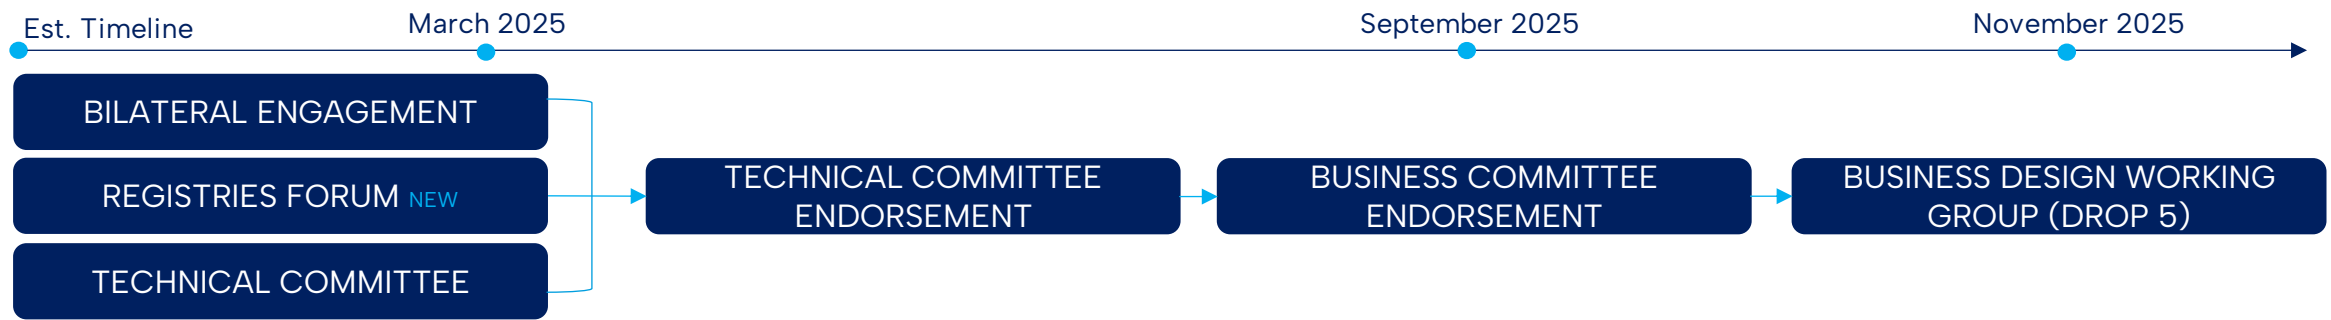 Est. Timeline
March 2025
September 2025
November 2025
BILATERAL ENGAGEMENT
REGISTRIES FORUM NEW
TECHNICAL COMMITTEE
TECHNICAL COMMITTEE
ENDORSEMENT
BUSINESS COMMITTEE
ENDORSEMENT
BUSINESS DESIGN WORKING
GROUP (DROP 5)